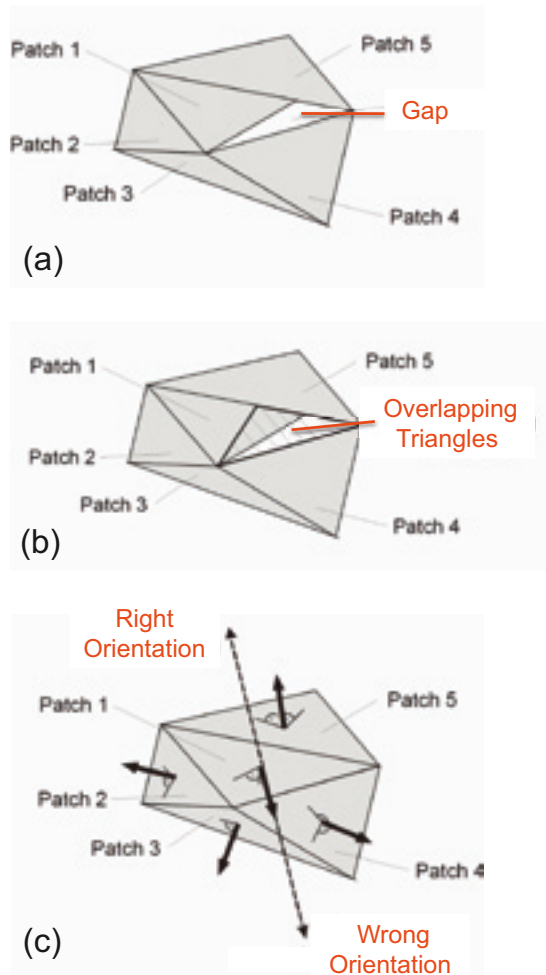 Patch 1
Patch 5
Gap
Patch 2
Patch 3
Patch 4
(a)
Patch 1
Patch 5
Overlapping
Triangles
Patch 2
Patch 3
Patch 4
(b)
Right
Orientation
Patch 1
Patch 5
Patch 2
Patch 3
Patch 4
(c)
Wrong
Orientation